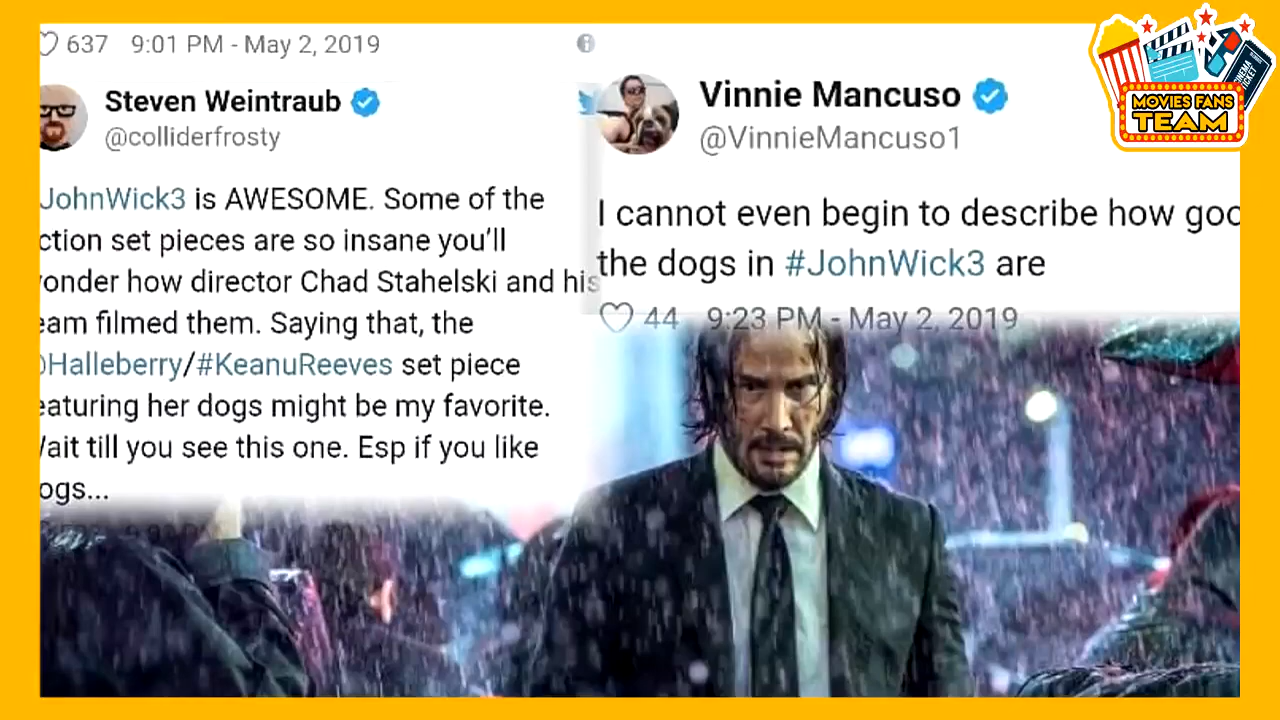 637 9:01 PM - May 2, 2019
Steven Weintraub
@colliderfrosty
JohnWick3 is AWESOME. Some of the
ction set pieces are so insane you'll
onder how director Chad Stahelski and his
eam filmed them. Saying that, the
@Halleberry/#KeanuReeves set piece
eaturing her dogs might be my favorite.
ait till you see this one. Esp if you like
ogs...
Vinnie Mancuso
@VinnieMancuso1
I cannot even begin to describe how goo
the dogs in #JohnWick3 are
44 9:23 PM - May 2, 2019
MOVIES FANS
TEAM
CINEMA
TICKET